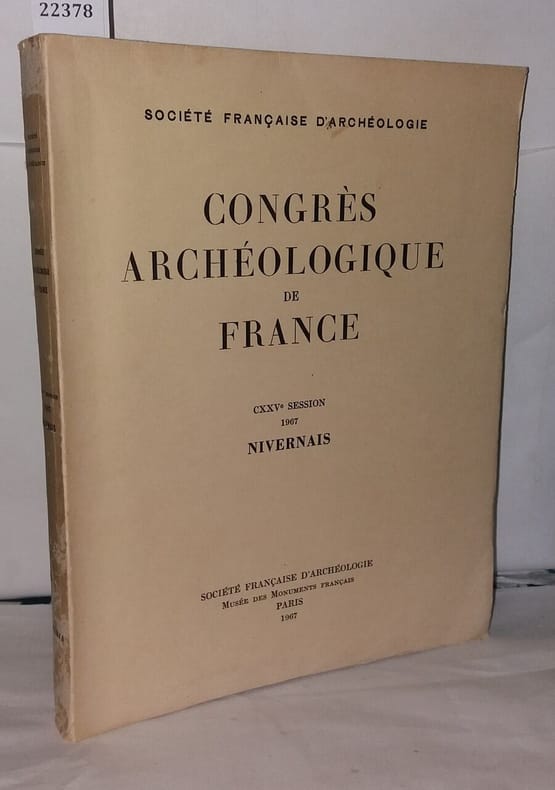 22378
SOCIÉTÉ FRANÇAISE D'ARCHÉOLOGIE
CONGRÈS
ARCHÉOLOGIQUE
DE
FRANCE
CXXVe SESSION
1967
NIVERNAIS
SOCIÉTÉ FRANÇAISE D'ARCHÉOLOGIE
MUSÉE DES MONUMENTS FRANÇAIS
PARIS
1967